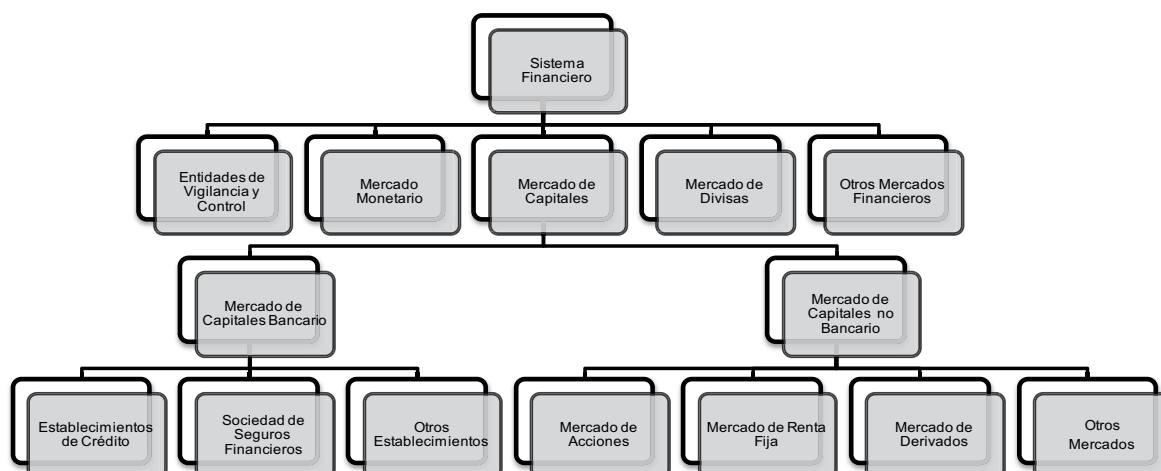 Sistema
Financiero
Entidades de
Vigilancia y
Control
Mercado
Monetario
Mercado de
Capitales
Mercado de
Divisas
Otros Mercados
Financieros
Mercado de
Capitales Bancario
Mercado de
Capitales no
Bancario
Establecimientos
de Crédito
Sociedad de
Seguros
Financieros
Otros
Establecimientos
Mercado de
Acciones
Mercado de Renta
Fija
Mercado de
Derivados
Otros
Mercados